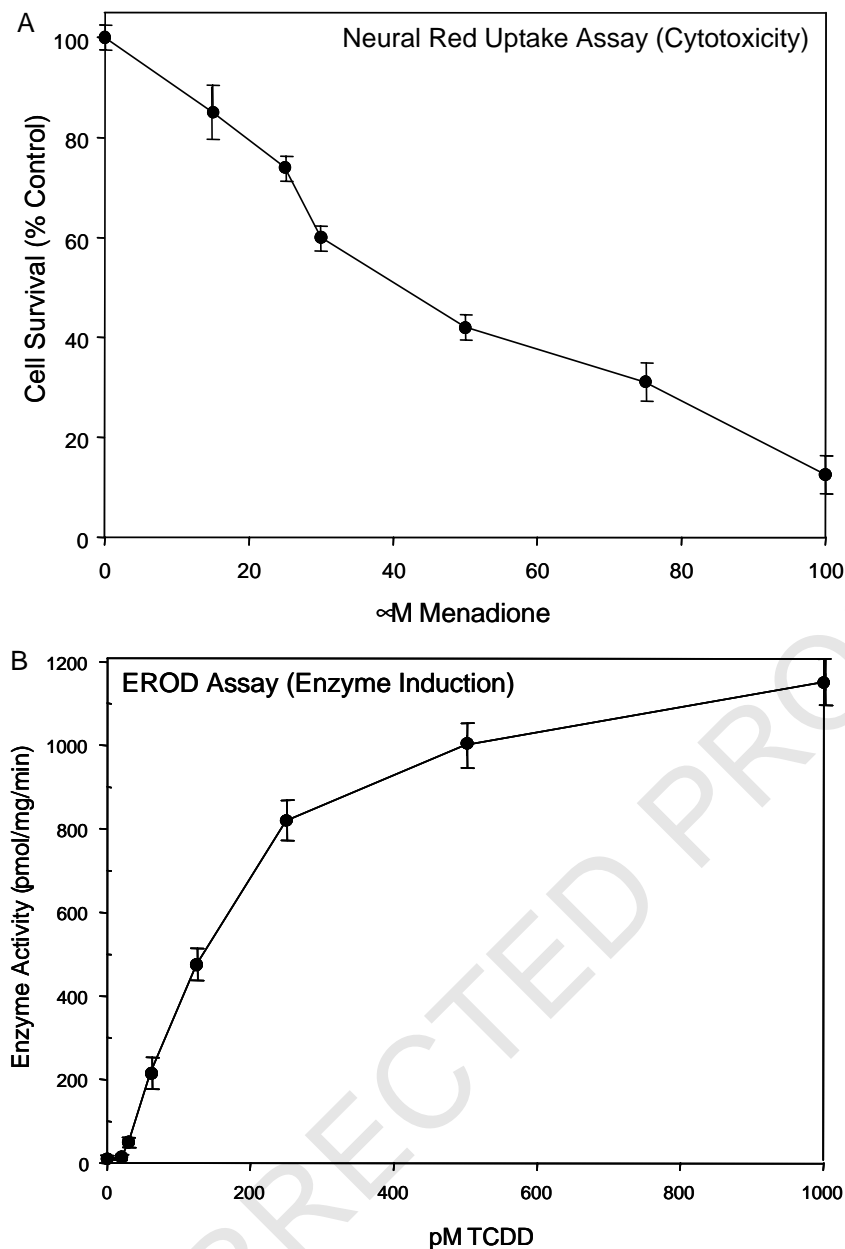 A
Neural Red Uptake Assay (Cytotoxicity)
Cell Survival (% Control)
100
80
60
40
20
0
0 20 40 60 80 100
∝M Menadione
B
EROD Assay (Enzyme Induction)
Enzyme Activity (pmol/mg/min)
1200
1000
800
600
400
200
0
0 200 400 600 800 1000
pM TCDD
RRECTED PRO